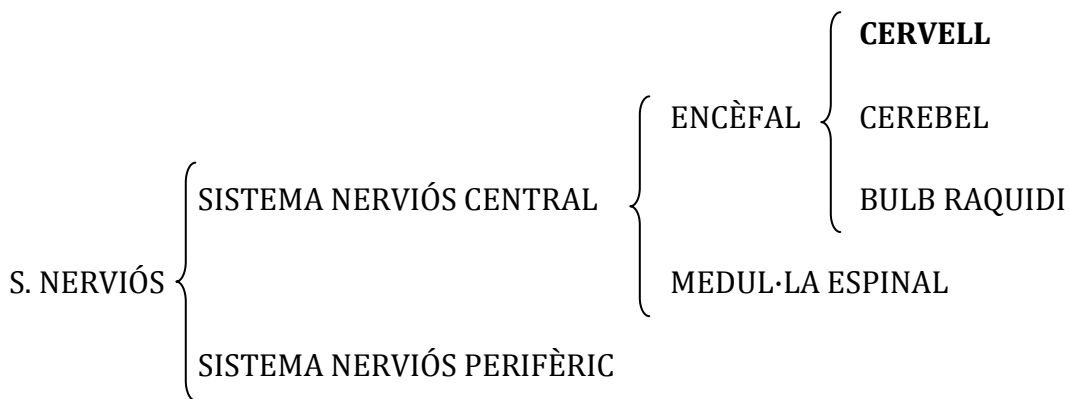 CERVELL
ENCÈFAL CEREBEL
SISTEMA NERVIÓS CENTRAL BULB RAQUIDI
S. NERVIÓS MEDUL·LA ESPINAL
SISTEMA NERVIÓS PERIFÈRIC